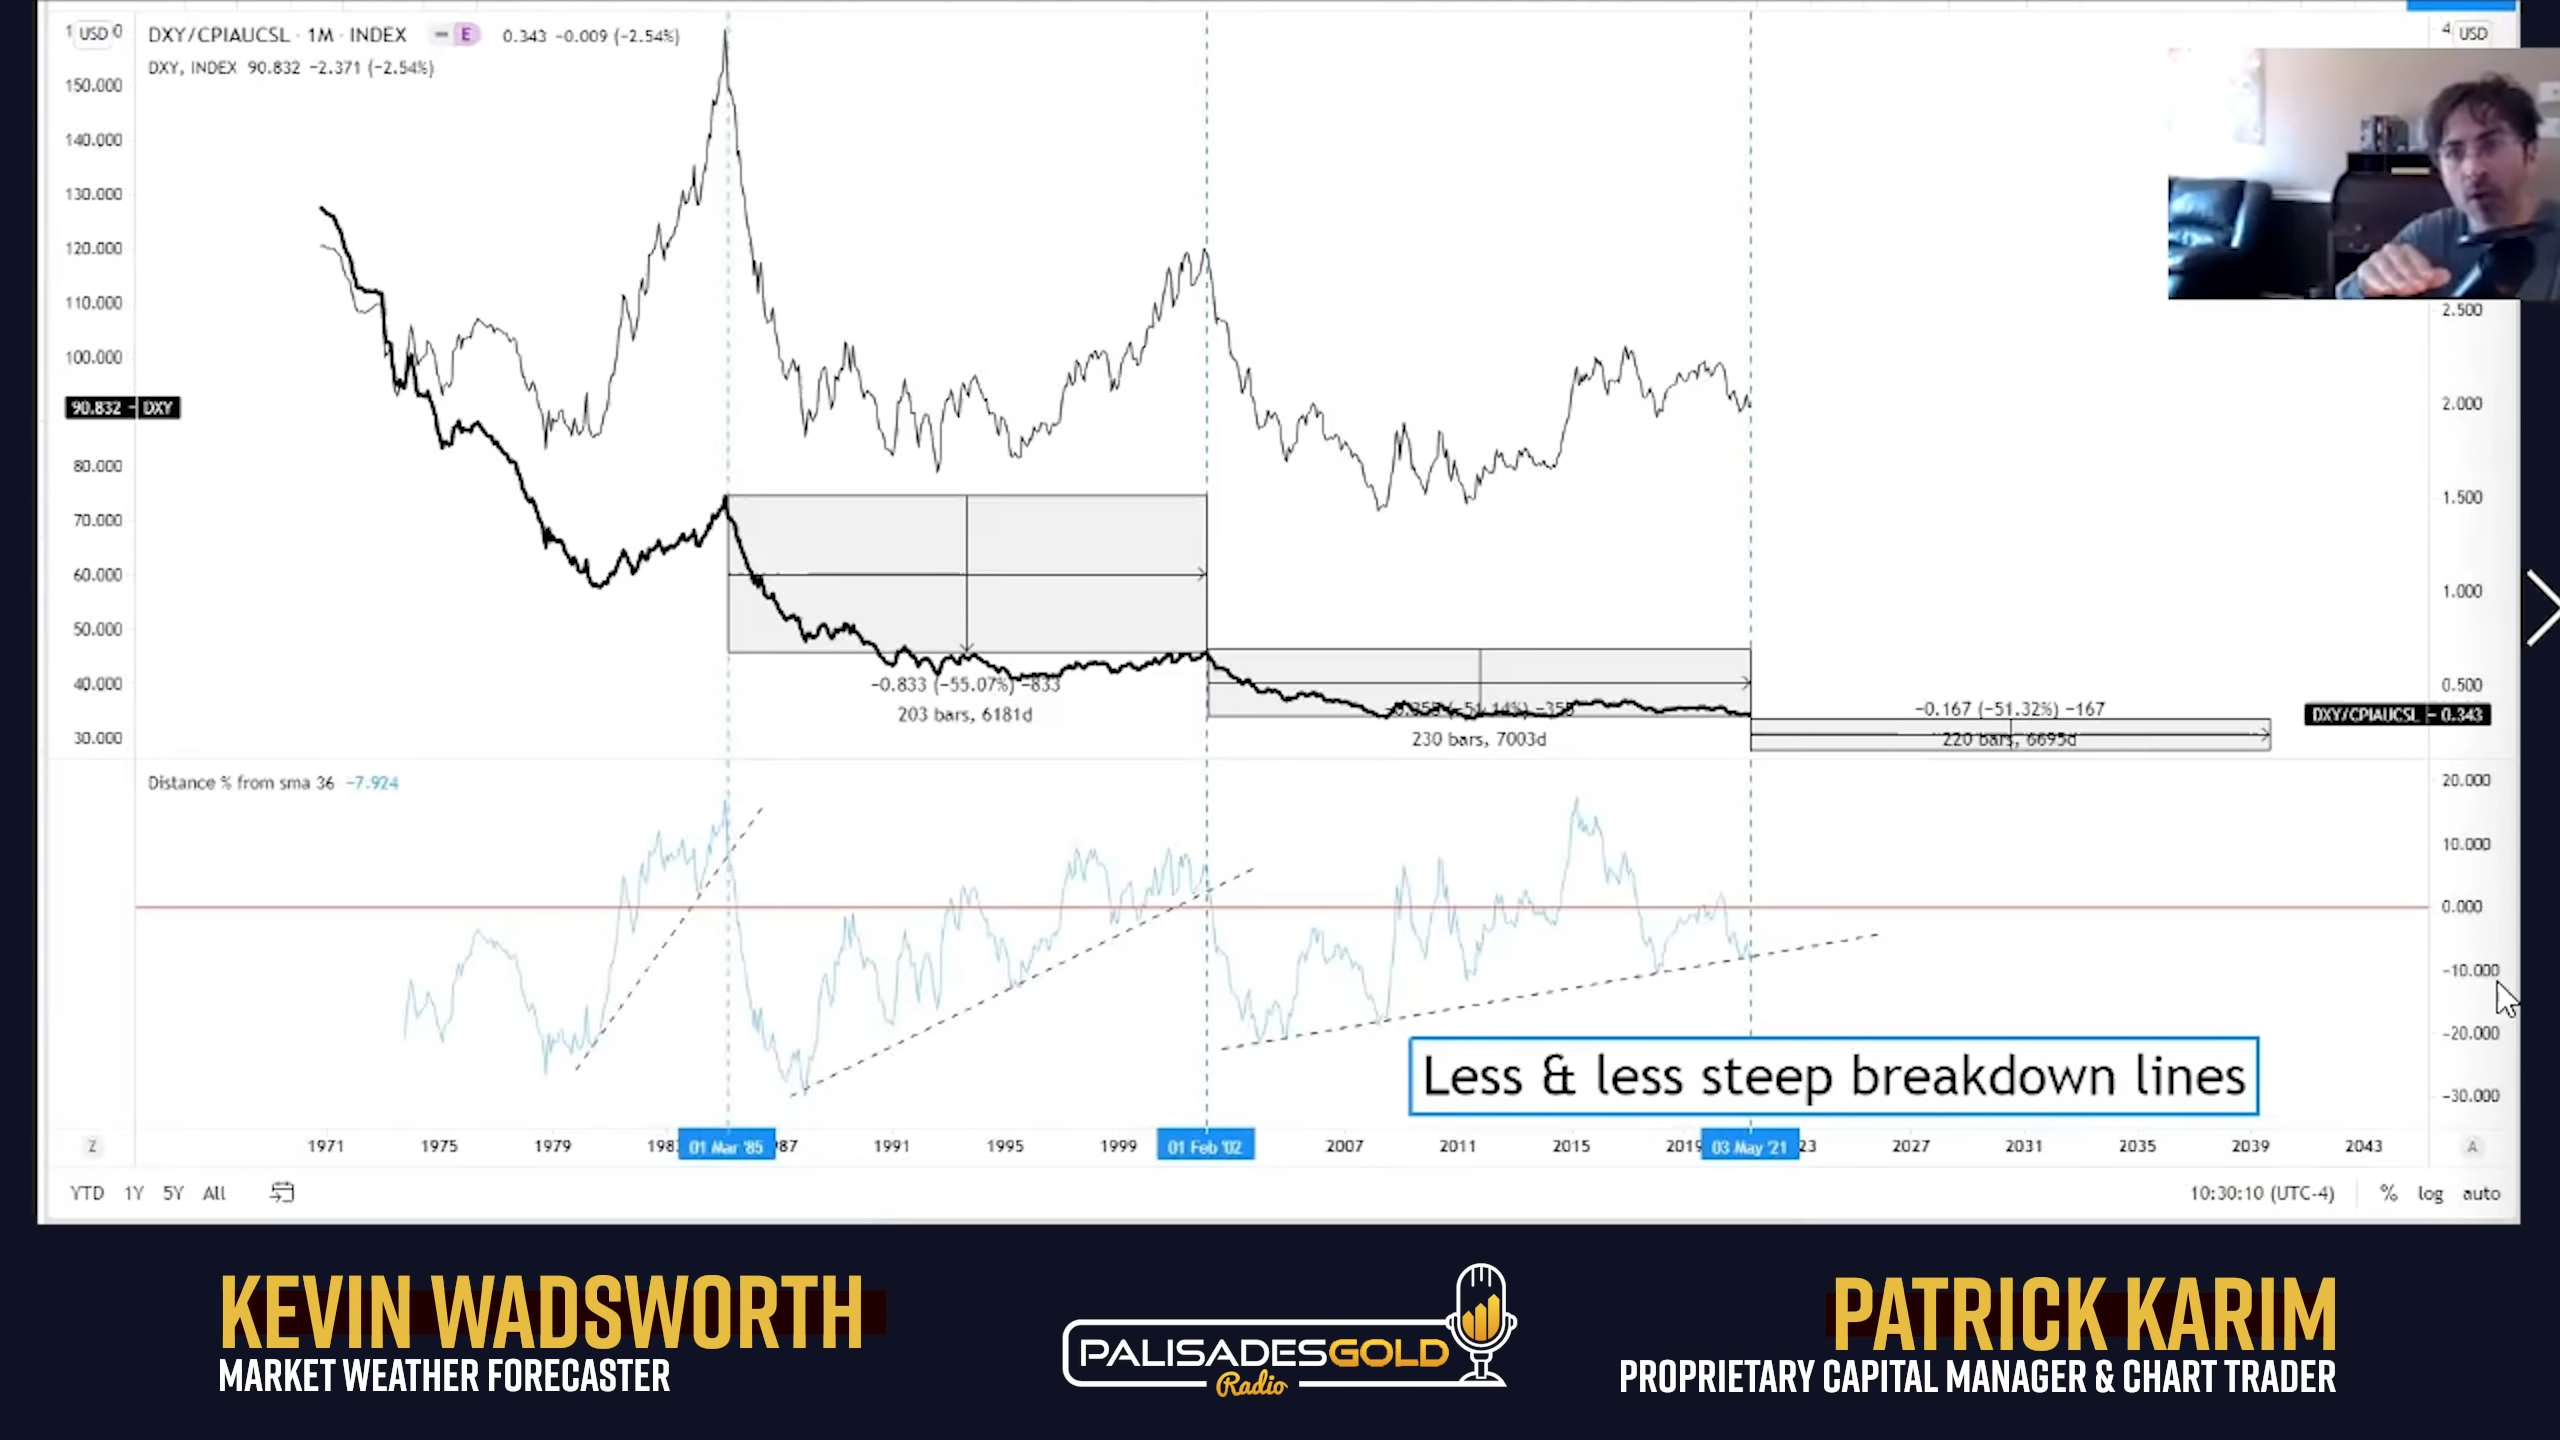 USD
DXY/CPIAUCSL · 1M · INDEX E 0.343 −0.009 (−2.54%)
DXY, INDEX 90.832 −2.371 (−2.54%)
USD
150.000
140.000
130.000
120.000
110.000
100.000
90.832 DXY
80.000
70.000
60.000
50.000
40.000
30.000
2.500
2.000
1.500
1.000
0.500
DXY/CPIAUCSL 0.343
−0.833 (−55.07%) −833
203 bars, 6181d
230 bars, 7003d
−0.167 (−51.32%) −167
220 bars, 6695d
Distance % from sma 36 −7.924
20.000
10.000
0.000
−10.000
−20.000
−30.000
Less & less steep breakdown lines
Z 1971 1975 1979 01 Mar '85 1991 1995 1999 01 Feb '02 2007 2011 2015 2019 03 May '21 2027 2031 2035 2039 2043 A
YTD 1Y 5Y All 10:30:10 (UTC-4) % log auto
KEVIN WADSWORTH
MARKET WEATHER FORECASTER
PALISADESGOLD
Radio
PATRICK KARIM
PROPRIETARY CAPITAL MANAGER & CHART TRADER